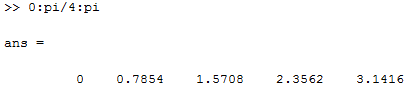 >> 0:pi/4:pi
ans =
0 0.7854 1.5708 2.3562 3.1416